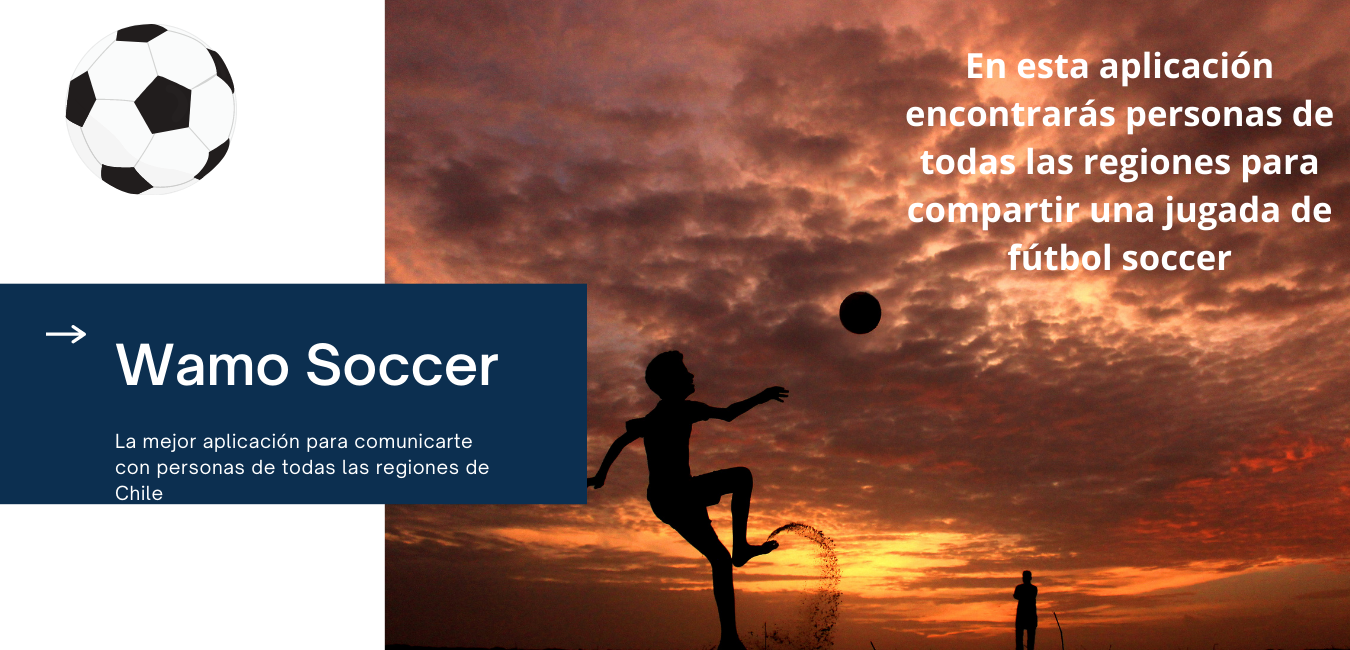 En esta aplicación
encontrarás personas de
todas las regiones para
compartir una jugada de
fútbol soccer
Wamo Soccer
La mejor aplicación para comunicarte
con personas de todas las regiones de
Chile